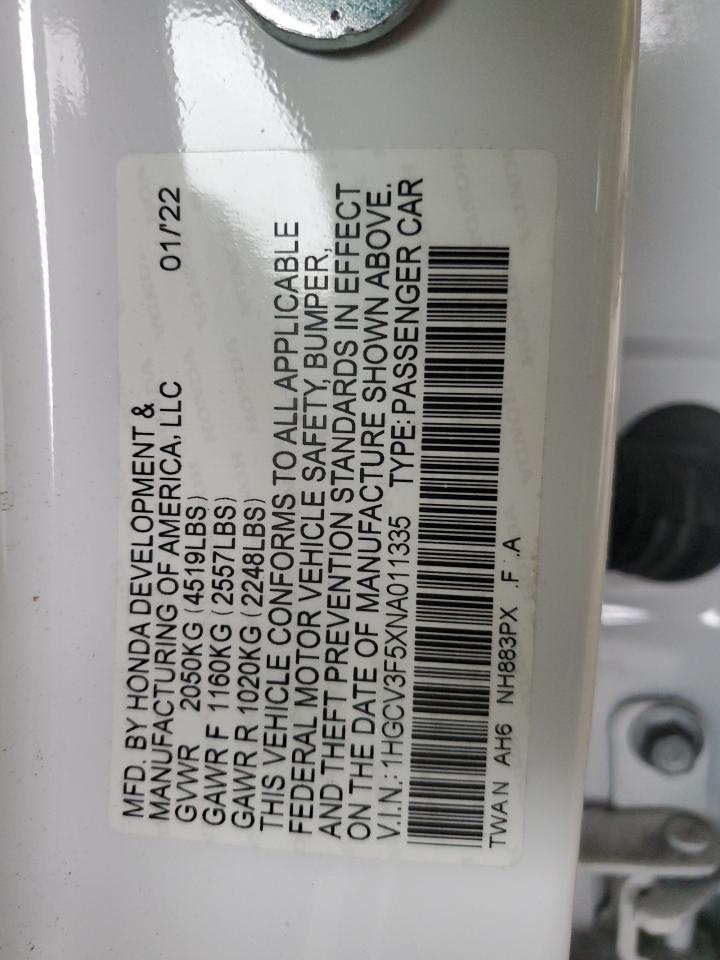 MFD. BY HONDA DEVELOPMENT &
MANUFACTURING OF AMERICA, LLC 01/'22
GVWR 2050KG (4519LBS)
GAWR F 1160KG (2557LBS)
GAWR R 1020KG (2248LBS)
THIS VEHICLE CONFORMS TO ALL APPLICABLE
FEDERAL MOTOR VEHICLE SAFETY, BUMPER,
AND THEFT PREVENTION STANDARDS IN EFFECT
ON THE DATE OF MANUFACTURE SHOWN ABOVE.
V.I.N.: 1HGCV3F5XNA011335 TYPE: PASSENGER CAR
TWAN AH6 NH883PX .F .A